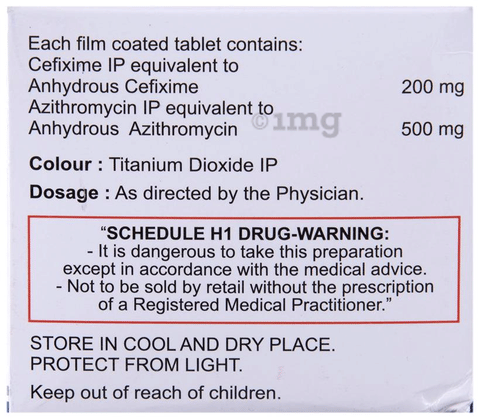 Each film coated tablet contains:
Cefixime IP equivalent to
Anhydrous Cefixime 200 mg
Azithromycin IP equivalent to
Anhydrous Azithromycin 500 mg
1mg
Colour : Titanium Dioxide IP
Dosage : As directed by the Physician.
“SCHEDULE H1 DRUG-WARNING:
- It is dangerous to take this preparation
except in accordance with the medical advice.
- Not to be sold by retail without the prescription
of a Registered Medical Practitioner.”
STORE IN COOL AND DRY PLACE.
PROTECT FROM LIGHT.
Keep out of reach of children.